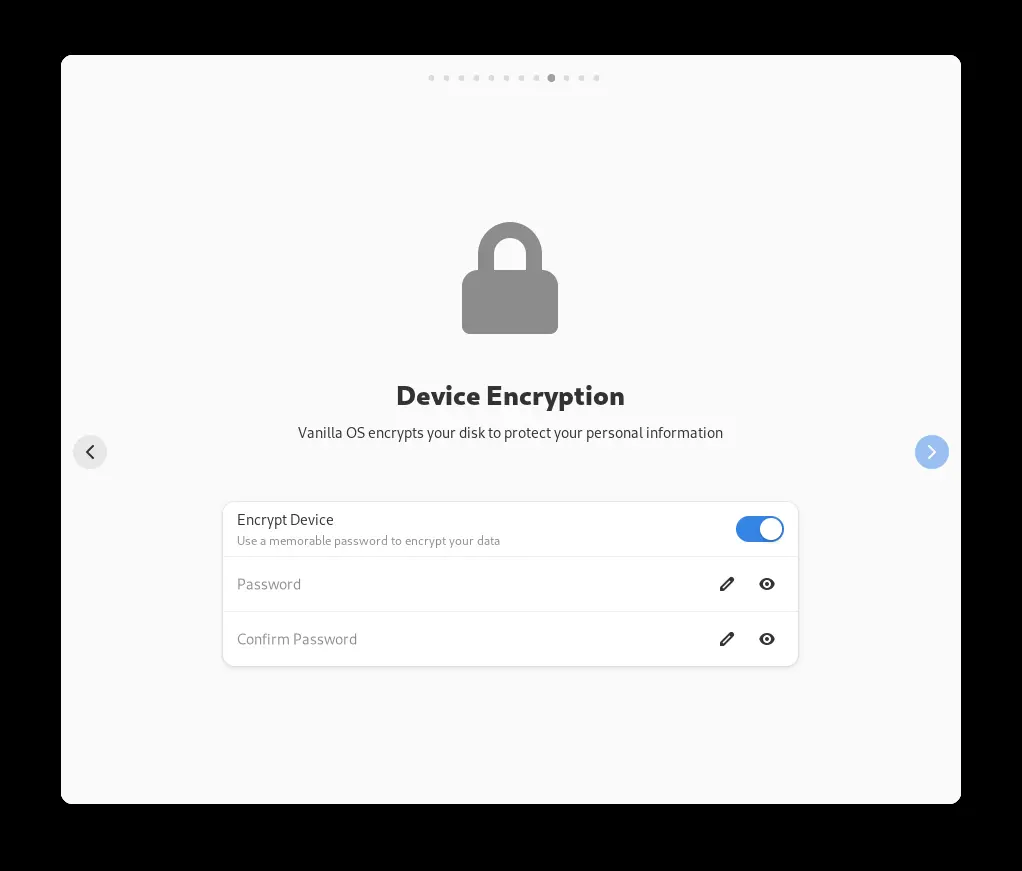 Device Encryption
Vanilla OS encrypts your disk to protect your personal information
Encrypt Device
Use a memorable password to encrypt your data
Password
Confirm Password